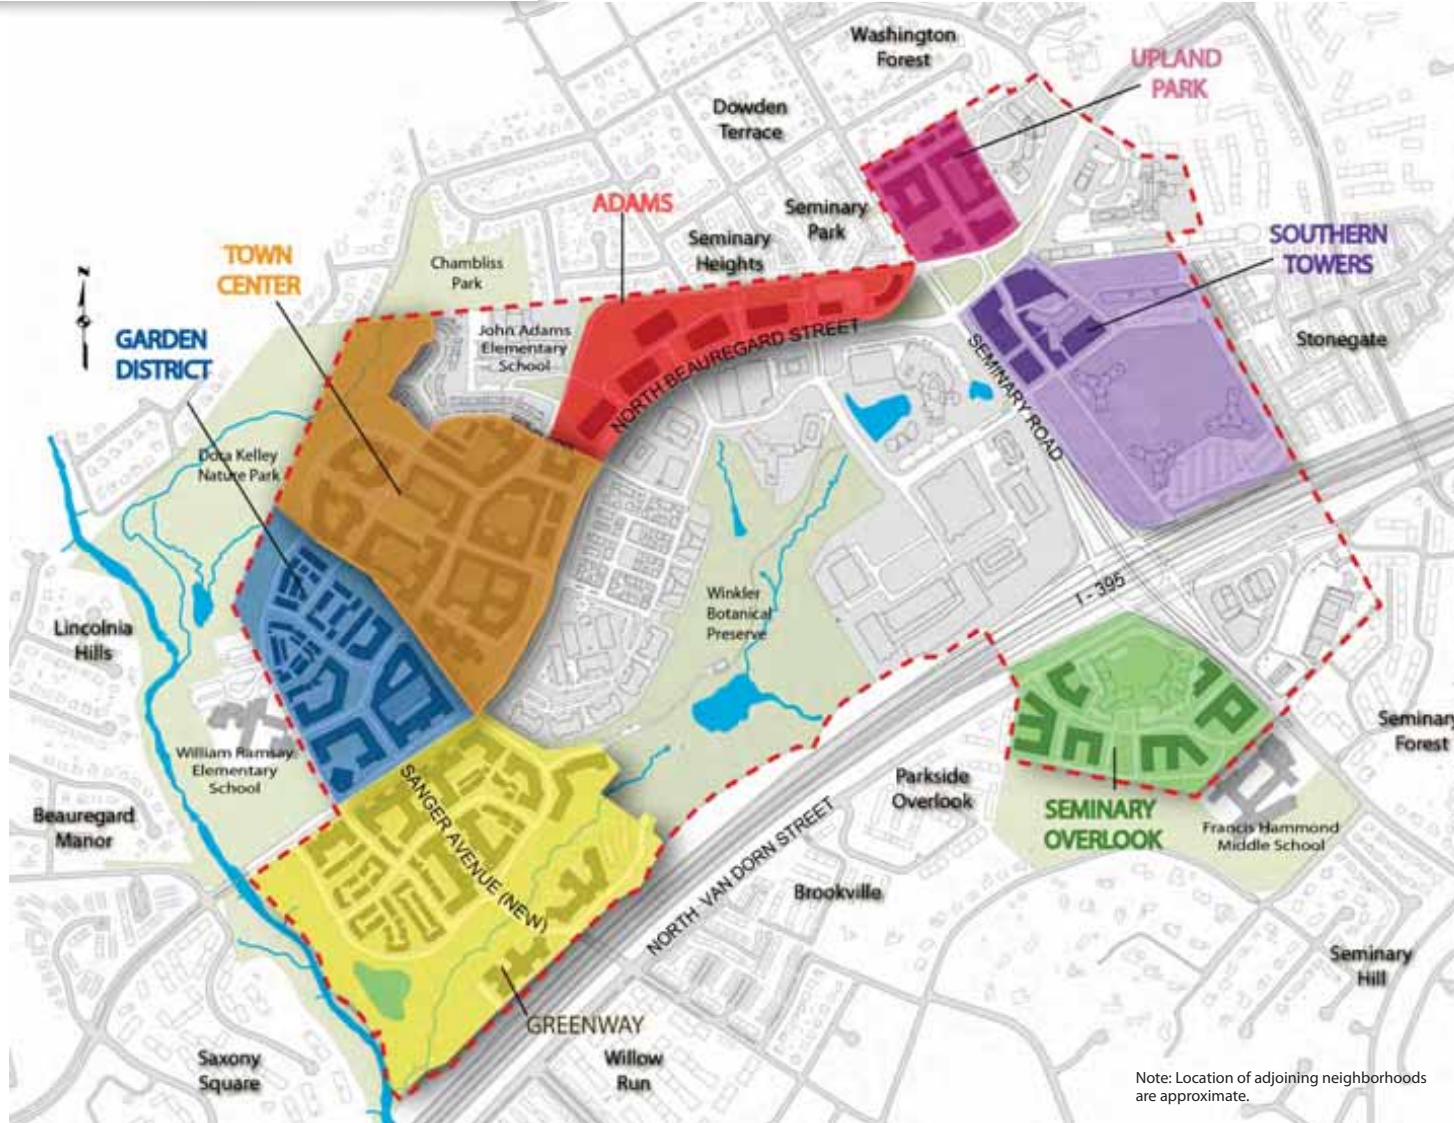 Washington
Forest
UPLAND
PARK
Dowden
Terrace
ADAMS
Seminary
Park
SOUTHERN
TOWERS
Seminary
Heights
TOWN
CENTER
Chambliss
Park
N
John Adams
Elementary
School
GARDEN
DISTRICT
NORTH BEAUREGARD STREET
SEMINARY ROAD
Stonegate
Dora Kelley
Nature Park
Winkler
Botanical
Preserve
I - 395
Lincolnia
Hills
William Ramsay
Elementary
School
Seminary
Forest
Parkside
Overlook
SEMINARY
OVERLOOK
Francis Hammond
Middle School
Beauregard
Manor
SANGER AVENUE (NEW)
NORTH VAN DORN STREET
Brookville
Seminary
Hill
GREENWAY
Saxony
Square
Willow
Run
Note: Location of adjoining neighborhoods
are approximate.